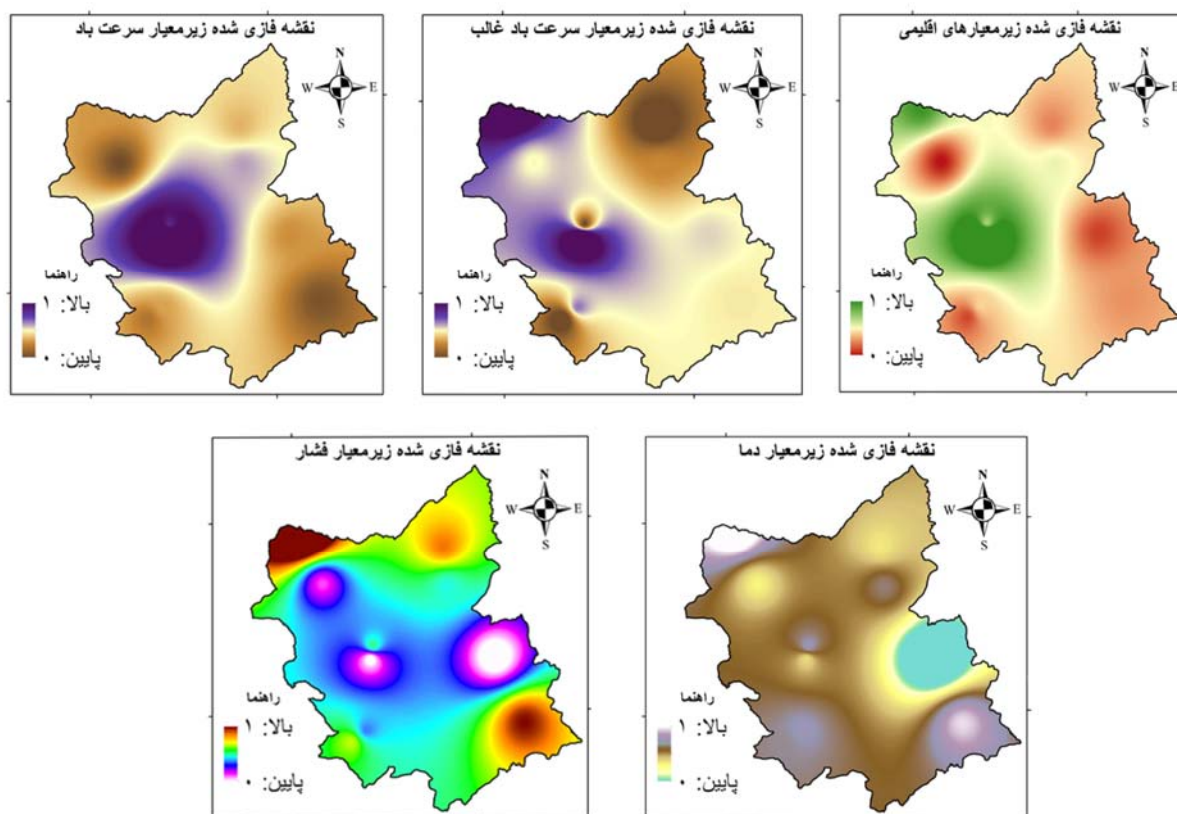 نقشه فازی شده زیرمعیار سرعت باد
N
W E
S
راهنما
بالا: ۱
پایین: ۰
نقشه فازی شده زیرمعیار سرعت باد غالب
N
W E
S
راهنما
بالا: ۱
پایین: ۰
نقشه فازی شده زیرمعیارهای اقلیمی
N
W E
S
راهنما
بالا: ۱
پایین: ۰
نقشه فازی شده زیرمعیار فشار
N
W E
S
راهنما
بالا: ۱
پایین: ۰
نقشه فازی شده زیرمعیار دما
N
W E
S
راهنما
بالا: ۱
پایین: ۰